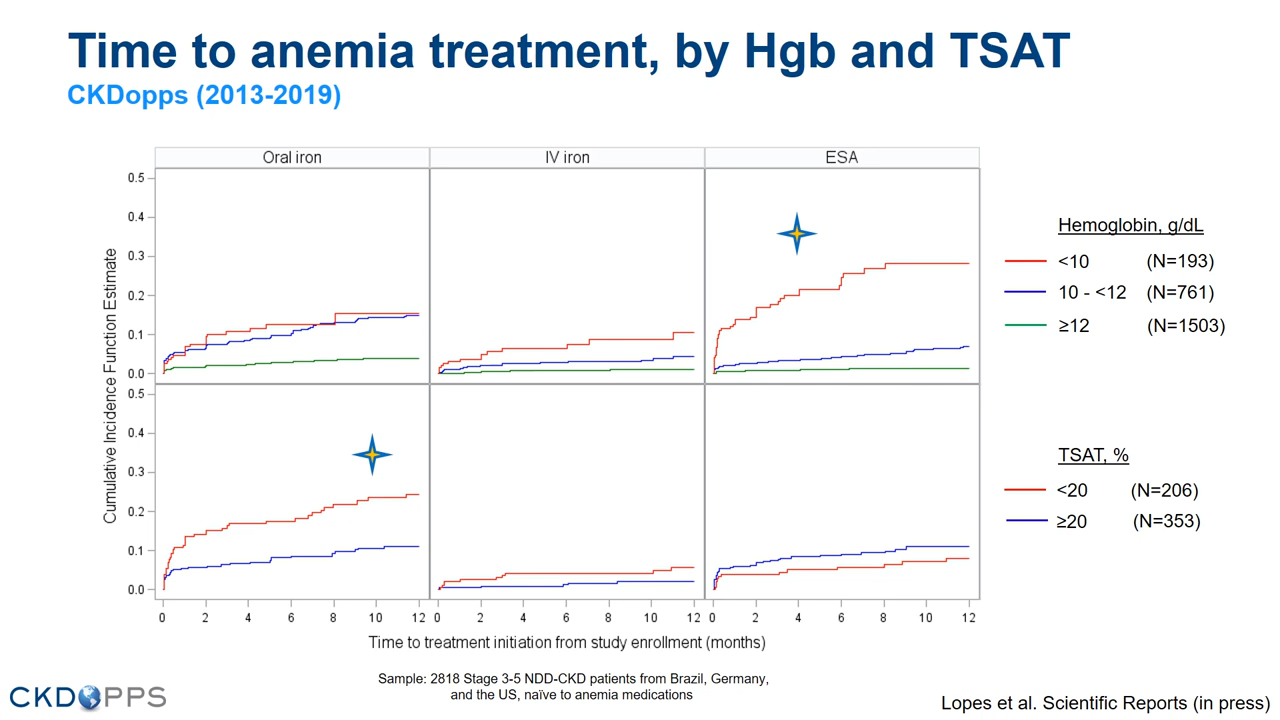 Time to anemia treatment, by Hgb and TSAT
CKDopps (2013-2019)
Oral iron
IV iron
ESA
Cumulative Incidence Function Estimate
0.5
0.4
0.3
0.2
0.1
0.0
0.5
0.4
0.3
0.2
0.1
0.0
0 2 4 6 8 10 12
0 2 4 6 8 10 12
0 2 4 6 8 10 12
Time to treatment initiation from study enrollment (months)
Hemoglobin, g/dL
<10 (N=193)
10 - <12 (N=761)
≥12 (N=1503)
TSAT, %
<20 (N=206)
≥20 (N=353)
Sample: 2818 Stage 3-5 NDD-CKD patients from Brazil, Germany,
and the US, naïve to anemia medications
CKDOPPS
Lopes et al. Scientific Reports (in press)